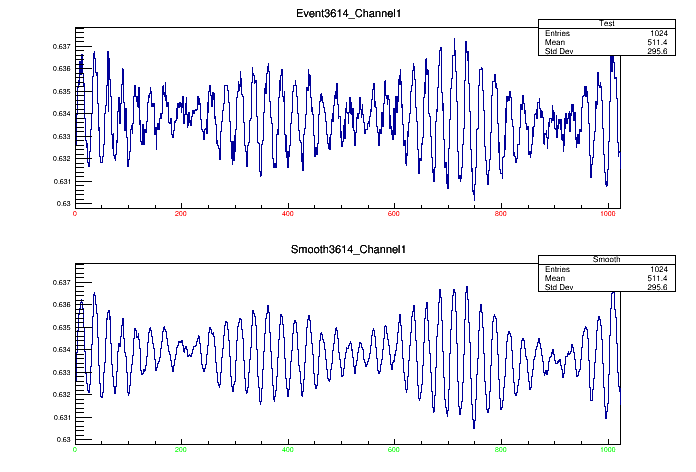 Event3614_Channel1
Test
Entries 1024
Mean 511.4
Std Dev 295.6
0.637
0.636
0.635
0.634
0.633
0.632
0.631
0.63
0 200 400 600 800 1000
Smooth3614_Channel1
Smooth
Entries 1024
Mean 511.4
Std Dev 295.6
0.637
0.636
0.635
0.634
0.633
0.632
0.631
0.63
0 200 400 600 800 1000